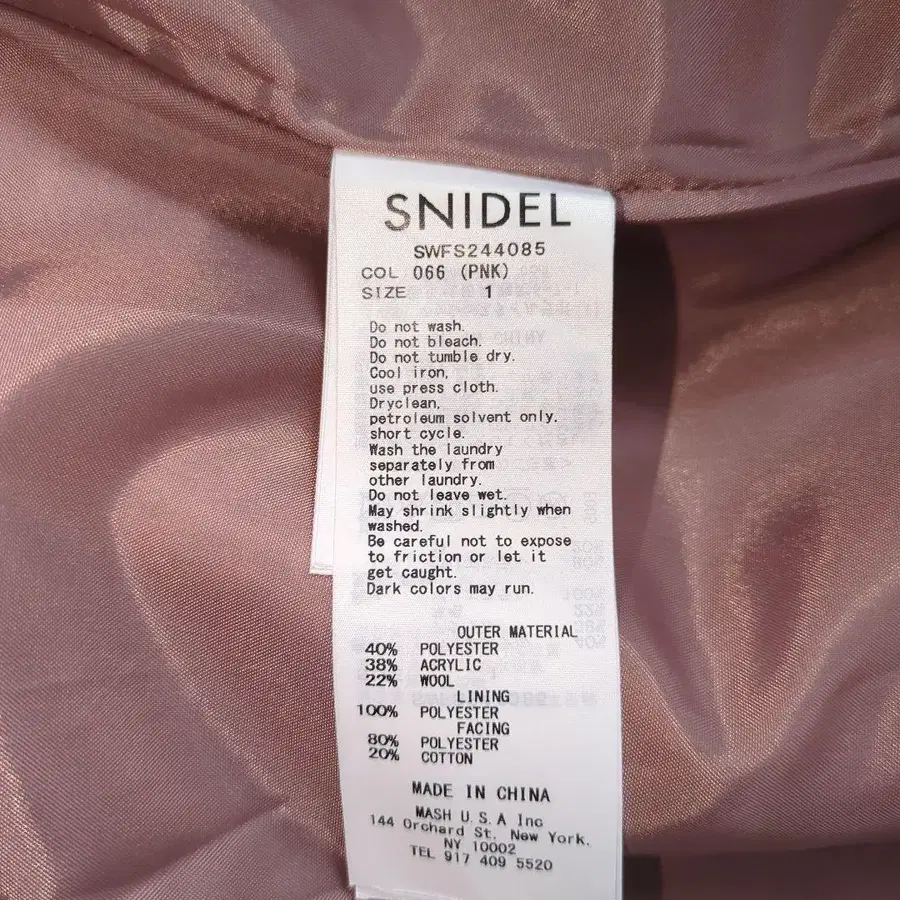 SNIDEL
SWFS244085
COL 066 (PNK)
SIZE 1
Do not wash.
Do not bleach.
Do not tumble dry.
Cool iron,
use press cloth.
Dryclean,
petroleum solvent only.
short cycle.
Wash the laundry
separately from
other laundry.
Do not leave wet.
May shrink slightly when
washed.
Be careful not to expose
to friction or let it
get caught.
Dark colors may run.
OUTER MATERIAL
40% POLYESTER
38% ACRYLIC
22% WOOL
LINING
100% POLYESTER
FACING
80% POLYESTER
20% COTTON
MADE IN CHINA
MASH U.S.A Inc
144 Orchard St. New York.
NY 10002
TEL 917 409 5520